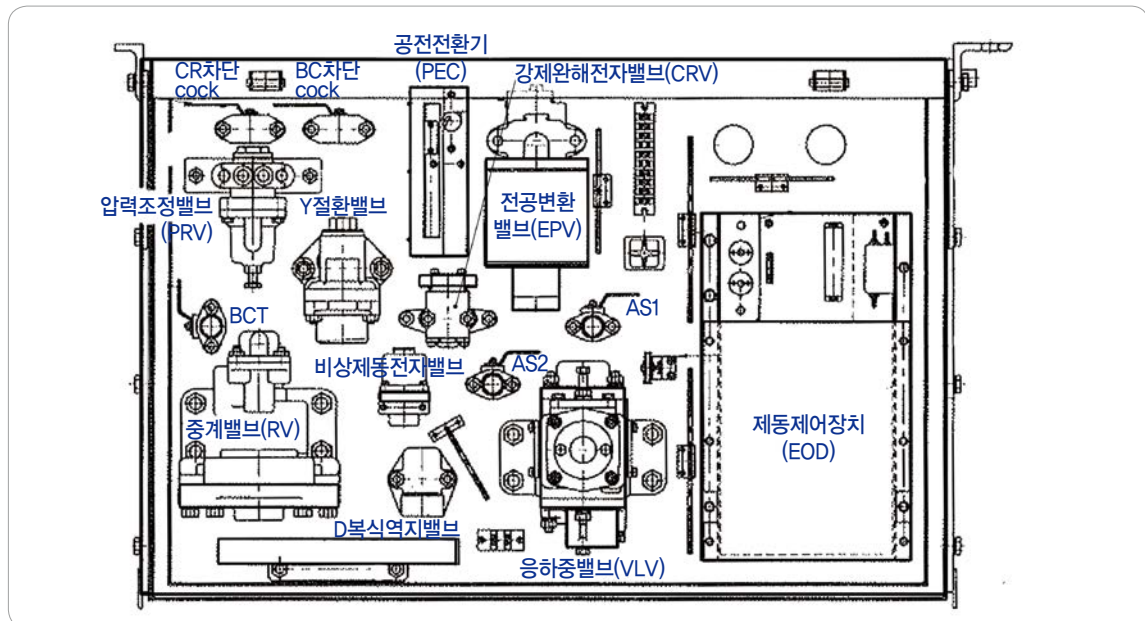 공전전환기
(PEC)
CR차단
cock
BC차단
cock
강제완해전자밸브(CRV)
압력조정밸브
(PRV)
Y절환밸브
전공변환
밸브(EPV)
BCT
AS1
비상제동전자밸브
AS2
중계밸브(RV)
제동제어장치
(EOD)
D복식역지밸브
응하중밸브(VLV)